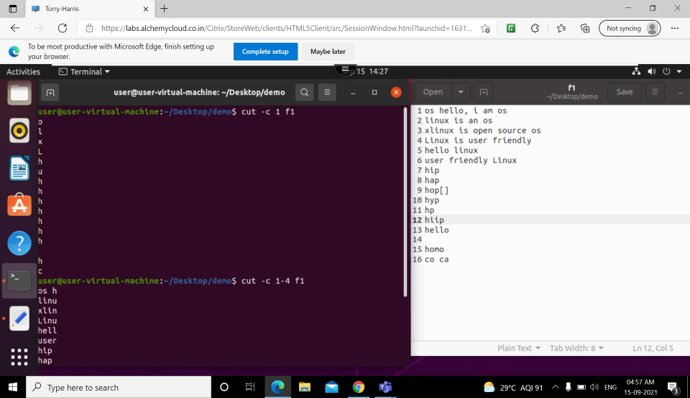 Torry-Harris
https://labs.alchemycloud.co.in/Citrix/StoreWeb/clients/HTML5Client/src/SessionWindow.html?launchid=1631...
Not syncing
To be most productive with Microsoft Edge, finish setting up your browser.
Complete setup
Maybe later
Activities
Terminal
15 14:27
user@user-virtual-machine: ~/Desktop/demo
user@user-virtual-machine:~/Desktop/demo$ cut -c 1 f1
o
l
x
L
h
u
h
h
h
h
h
h
h
h
c
user@user-virtual-machine:~/Desktop/demo$ cut -c 1-4 f1
os h
linu
xlin
Linu
hell
user
hip
hap
Open
f1
~/Desktop/demo
Save
1 os hello, i am os
2 linux is an os
3 xlinux is open source os
4 Linux is user friendly
5 hello linux
6 user friendly Linux
7 hip
8 hap
9 hop[]
10 hyp
11 hp
12 hiip
13 hello
14
15 homo
16 co ca
Plain Text
Tab Width: 8
Ln 12, Col 5
Type here to search
29°C AQI 91
ENG
04:57 AM
15-09-2021